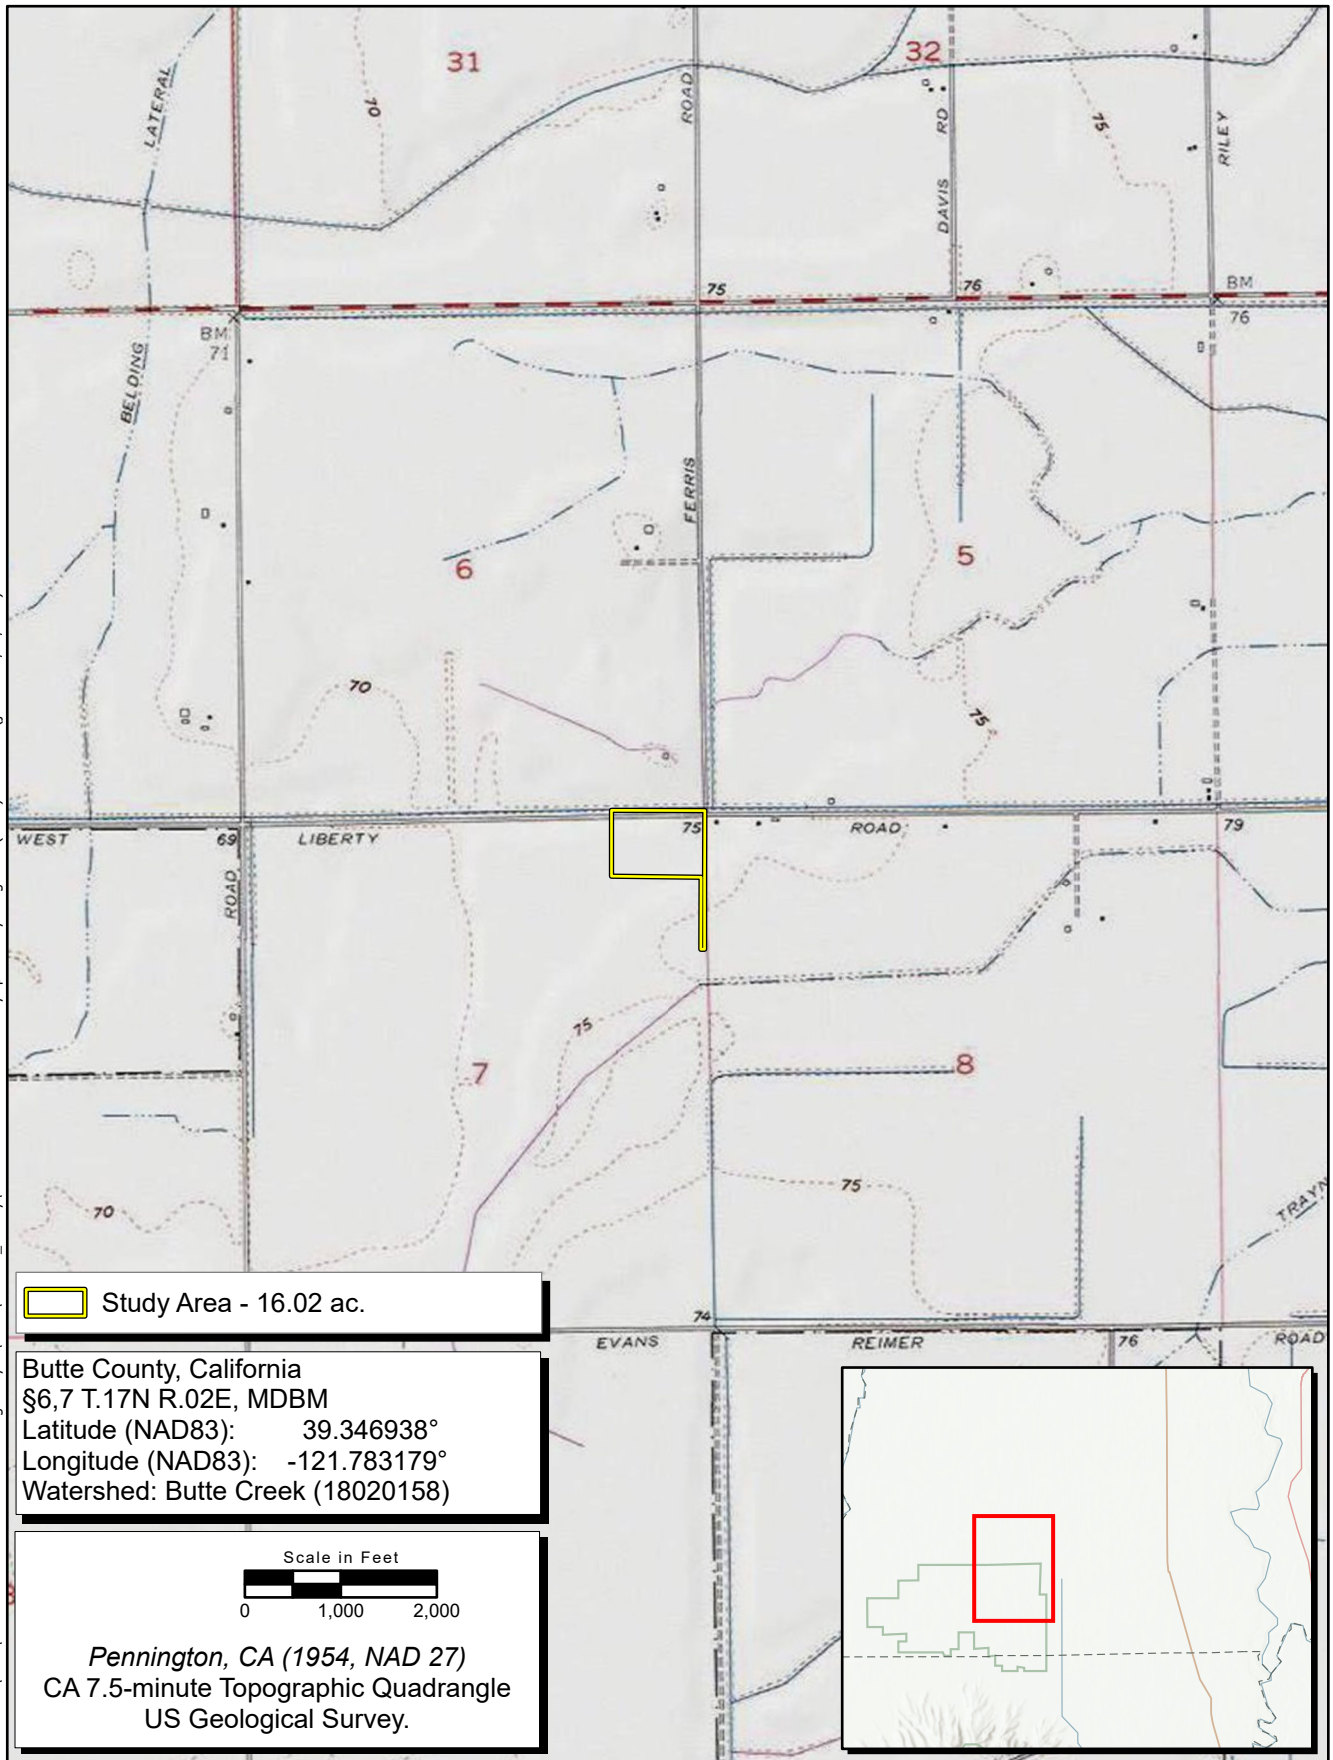 31
32
LATERAL
70
ROAD
DAVIS RD
75
RILEY
75
76
BM
76
BM
71
BELDING
FERRIS
6
5
70
75
WEST
69
LIBERTY
75
ROAD
79
ROAD
7
75
8
70
75
TRAYN
74
EVANS
REIMER
76
ROAD
Study Area - 16.02 ac.
Butte County, California
§6,7 T.17N R.02E, MDBM
Latitude (NAD83): 39.346938°
Longitude (NAD83): -121.783179°
Watershed: Butte Creek (18020158)
Scale in Feet
0 1,000 2,000
Pennington, CA (1954, NAD 27)
CA 7.5-minute Topographic Quadrangle
US Geological Survey.